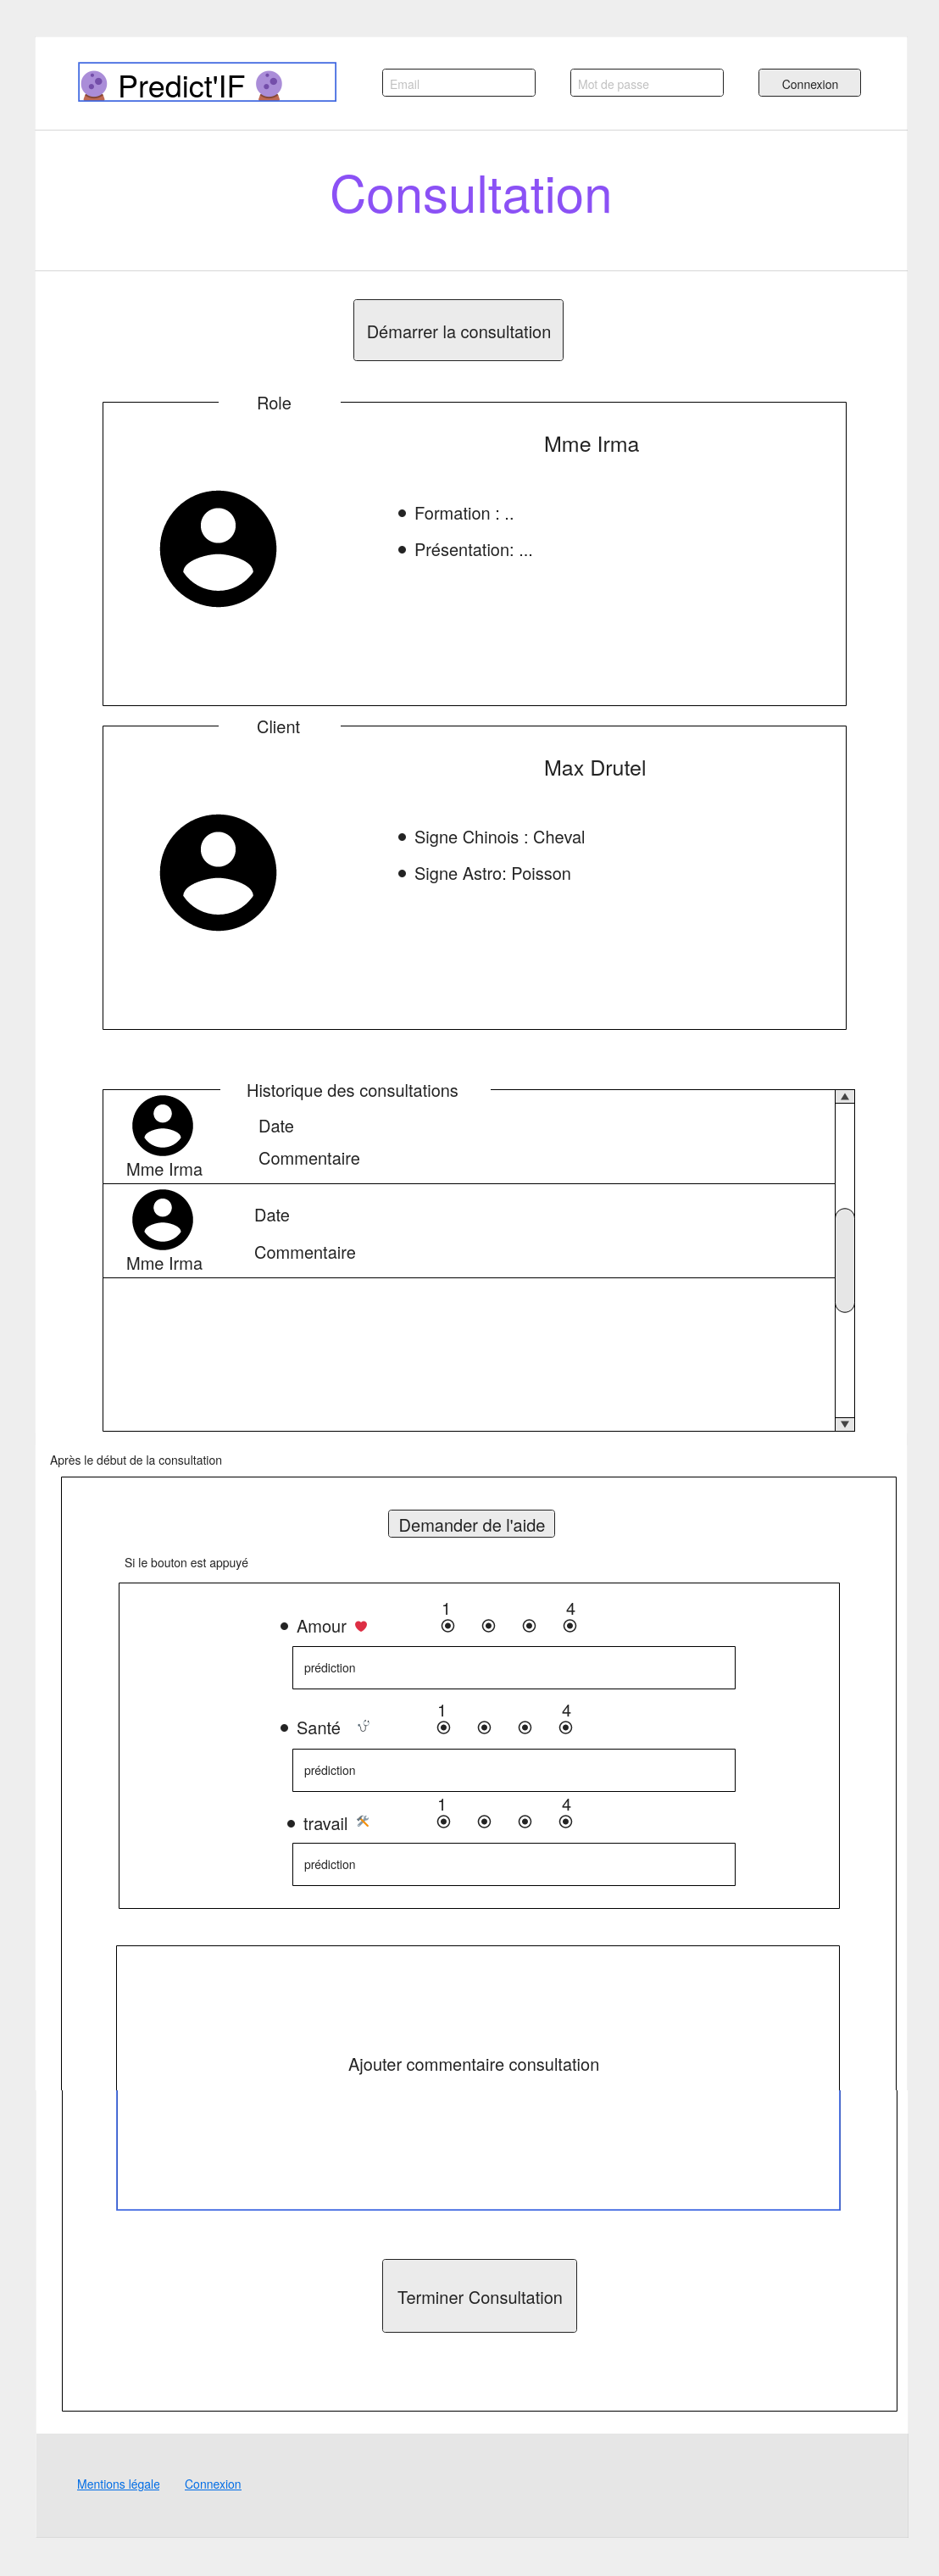 Predict'IF
Email
Mot de passe
Connexion
Consultation
Démarrer la consultation
Role
Mme Irma
Formation : ..
Présentation: ...
Client
Max Drutel
Signe Chinois : Cheval
Signe Astro: Poisson
Historique des consultations
Date
Commentaire
Mme Irma
Date
Commentaire
Mme Irma
Après le début de la consultation
Demander de l'aide
Si le bouton est appuyé
1 4
Amour
prédiction
1 4
Santé
prédiction
1 4
travail
prédiction
Ajouter commentaire consultation
Terminer Consultation
Mentions légale Connexion